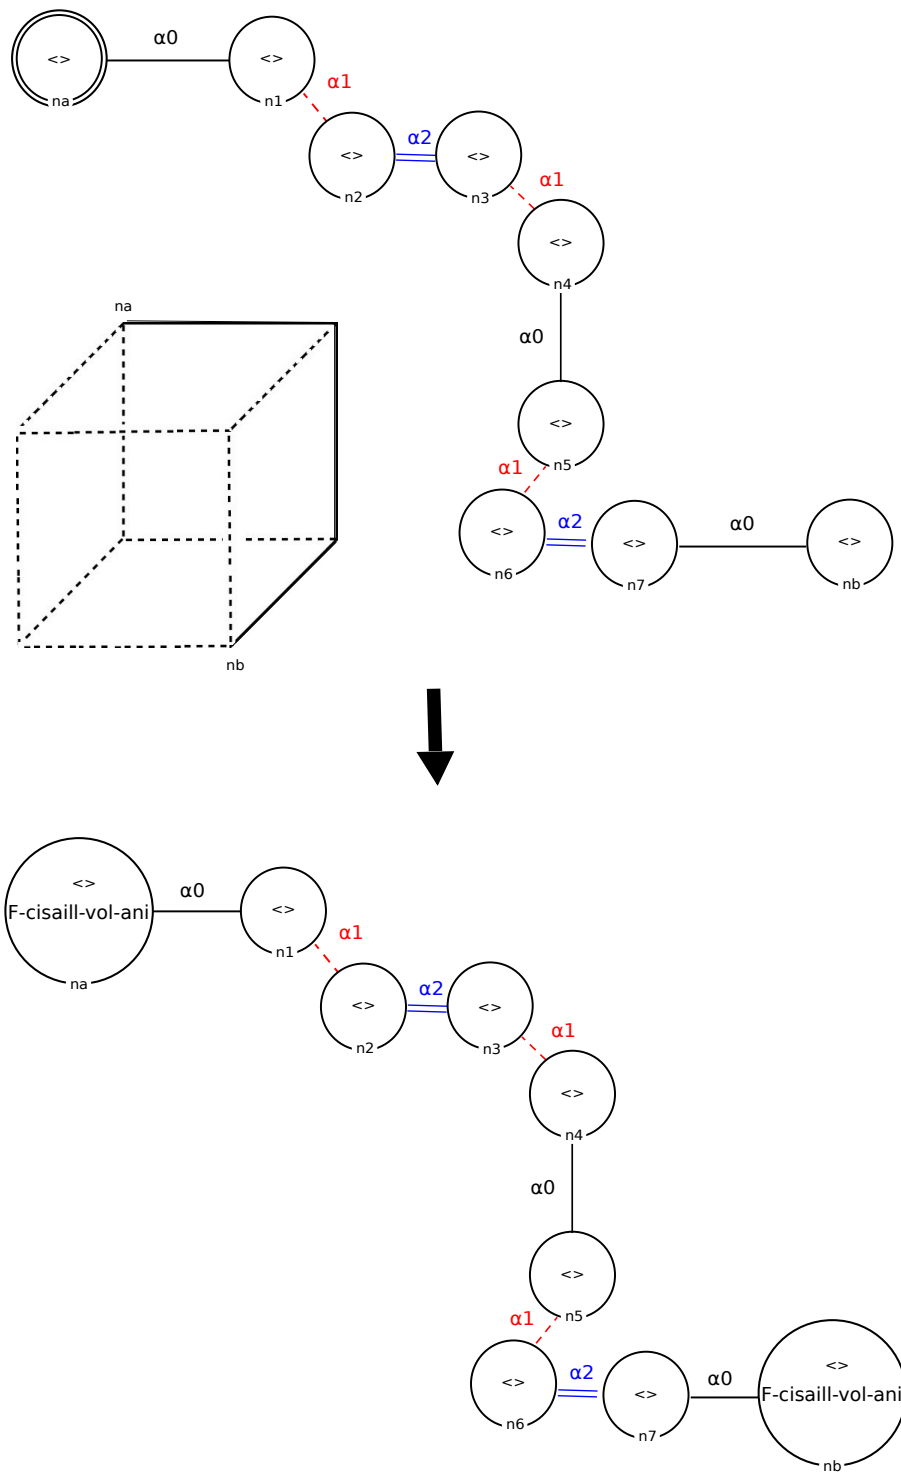 <> α0 <>
na n1
α1
<> α2 <>
n2 n3
α1
<>
n4
α0
<>
n5
α1
<> α2 <> α0 <>
n6 n7 nb
na
nb
<>
F-cisaill-vol-ani
na
α0
<>
n1
α1
<> α2 <>
n2 n3
α1
<>
n4
α0
<>
n5
α1
<> α2 <> α0
n6 n7
<>
F-cisaill-vol-ani
nb